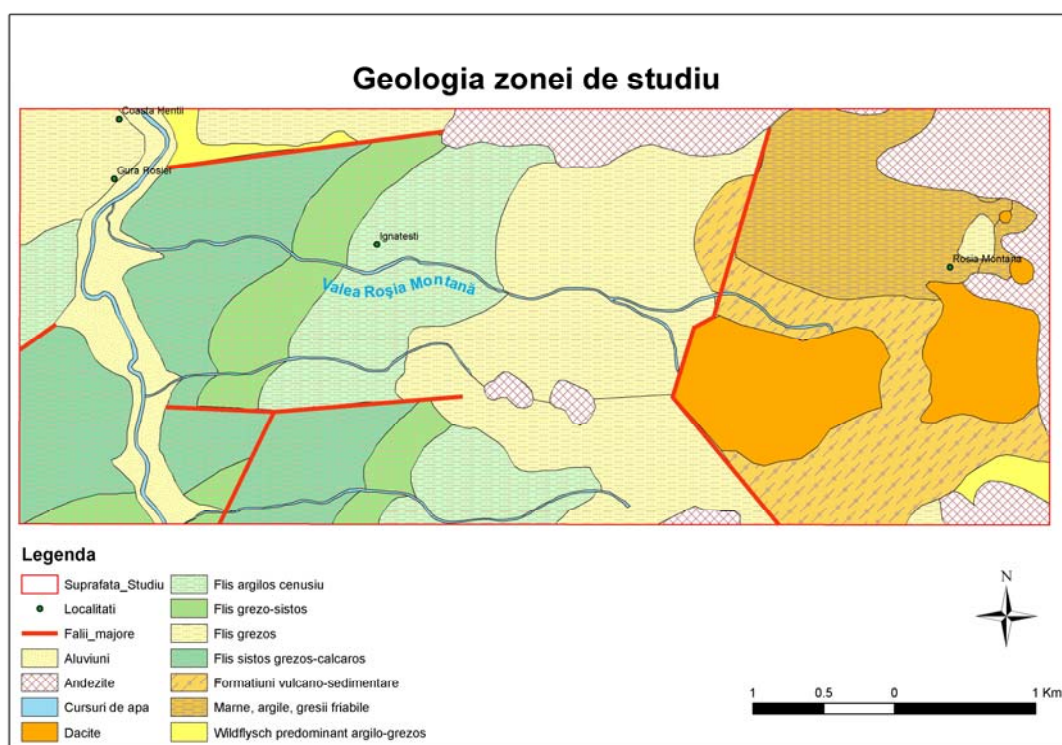 Geologia zonei de studiu
Coasta Hentii
Gura Rosiei
Ignatesti
Valea Roşia Montană
Rosia Montana
Legenda
Suprafata_Studiu
Localitati
Falii_majore
Aluviuni
Andezite
Cursuri de apa
Dacite
Flis argilos cenusiu
Flis grezo-sistos
Flis grezos
Flis sistos grezos-calcaros
Formatiuni vulcano-sedimentare
Marne, argile, gresii friabile
Wildflysch predominant argilo-grezos
N
1 0.5 0 1 Km